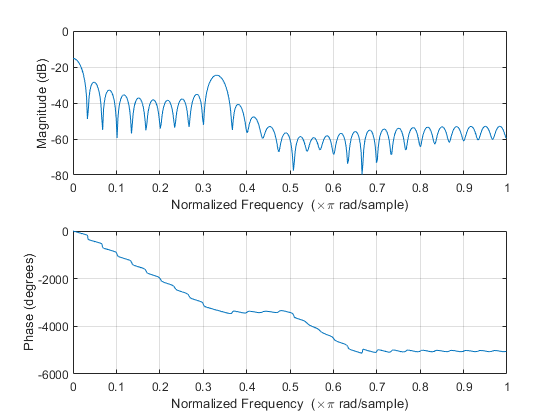 0
-20
-40
-60
-80
Magnitude (dB)
0 0.1 0.2 0.3 0.4 0.5 0.6 0.7 0.8 0.9 1
Normalized Frequency (×π rad/sample)
0
-2000
-4000
-6000
Phase (degrees)
0 0.1 0.2 0.3 0.4 0.5 0.6 0.7 0.8 0.9 1
Normalized Frequency (×π rad/sample)